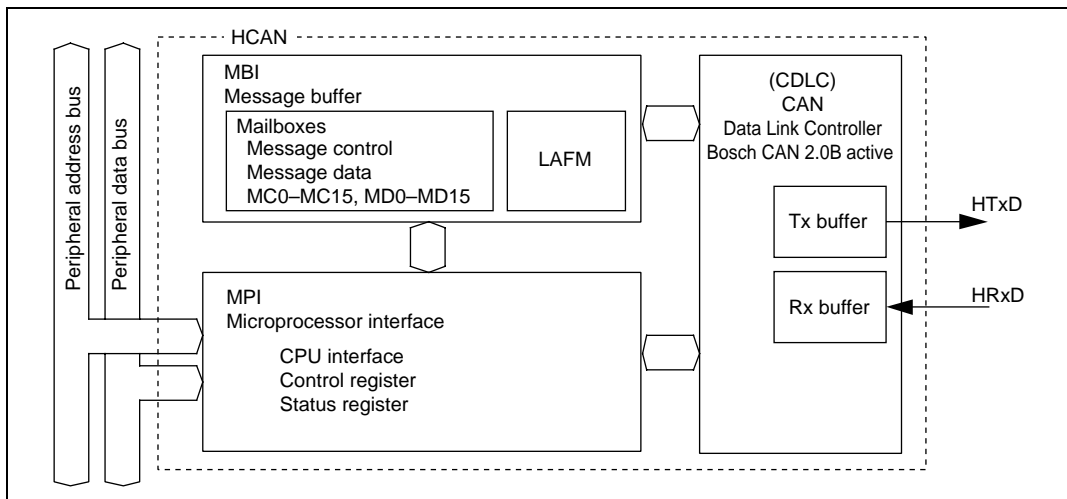 HCAN
Peripheral address bus
Peripheral data bus
MBI
Message buffer
Mailboxes
Message control
Message data
MC0–MC15, MD0–MD15
LAFM
MPI
Microprocessor interface
CPU interface
Control register
Status register
(CDLC)
CAN
Data Link Controller
Bosch CAN 2.0B active
Tx buffer
Rx buffer
HTxD
HRxD